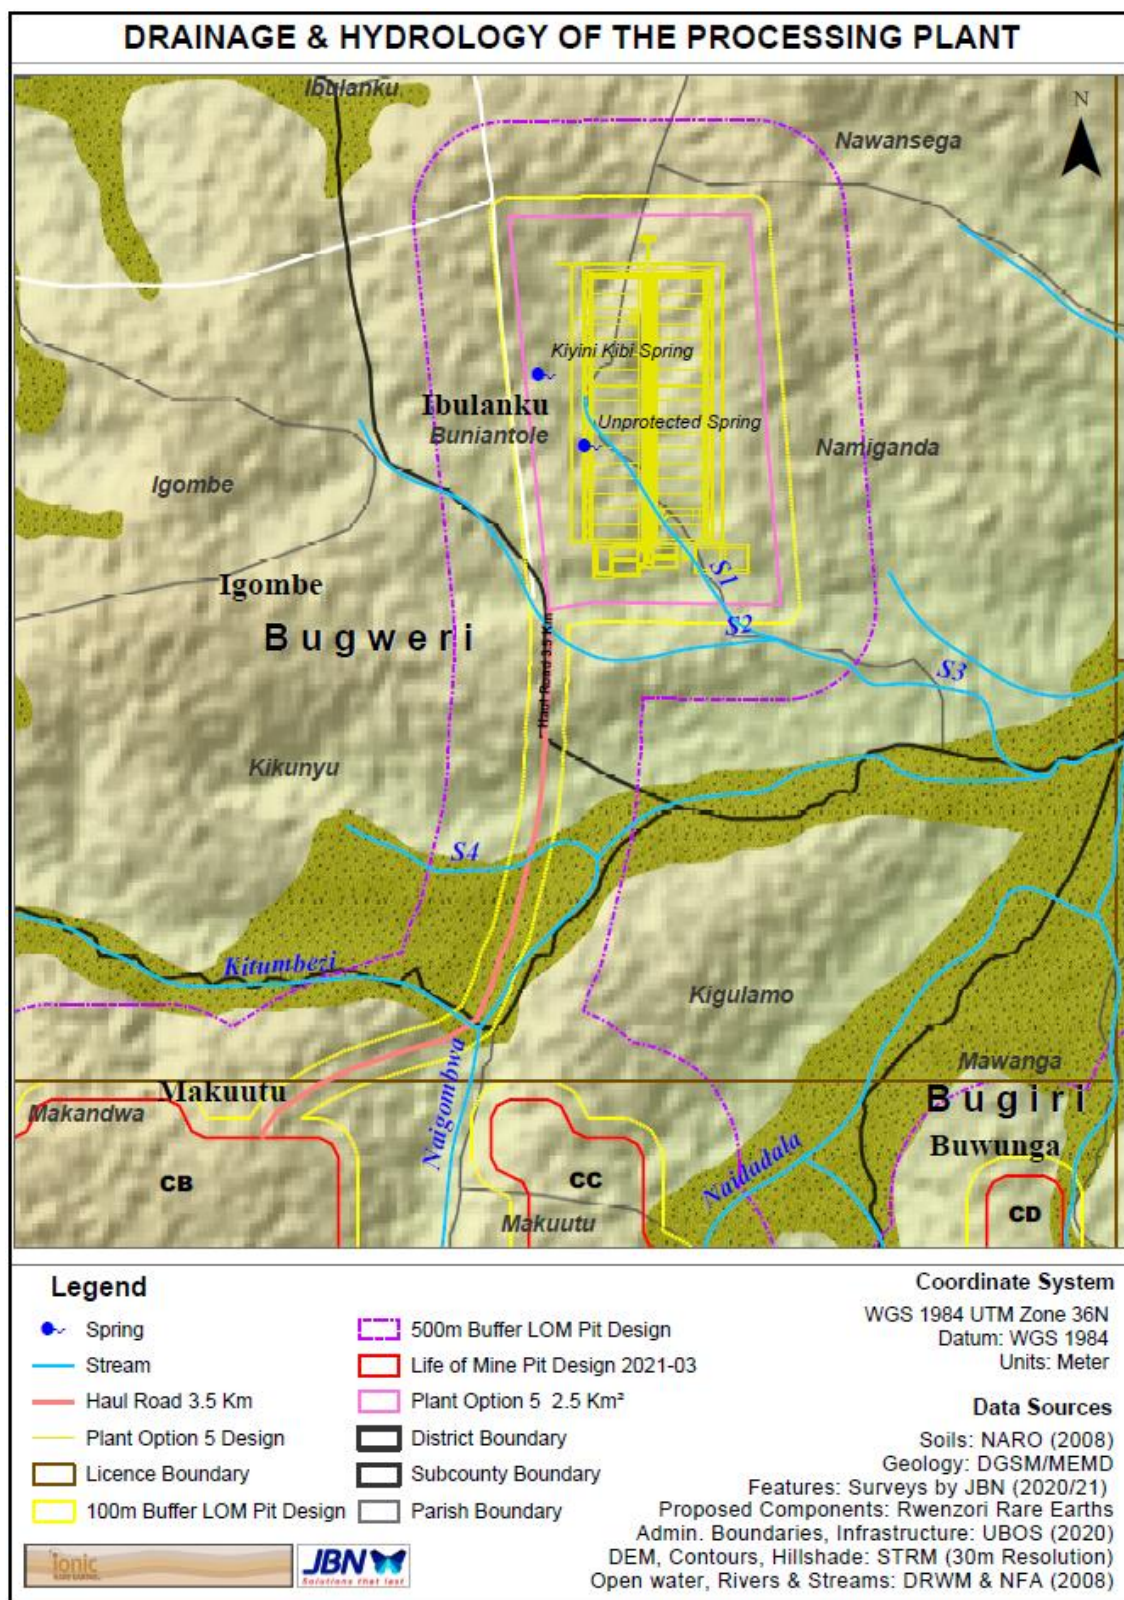 DRAINAGE & HYDROLOGY OF THE PROCESSING PLANT
Ibulanku
N
Nawansega
Kiyini Kibi Spring
Ibulanku
Buniantole
Unprotected Spring
Namiganda
Igombe
Igombe
S1
S2
Bugweri
S3
Haul Road 3.5 Km
Kikunyu
S4
Kitumbezi
Kigulamo
Naigombwa
Mawanga
Makuutu
Makandwa
Bugiri
Buwunga
Naidadala
CB
CC
CD
Makuutu
Legend
Spring
Stream
Haul Road 3.5 Km
Plant Option 5 Design
Licence Boundary
100m Buffer LOM Pit Design
500m Buffer LOM Pit Design
Life of Mine Pit Design 2021-03
Plant Option 5 2.5 Km²
District Boundary
Subcounty Boundary
Parish Boundary
Coordinate System
WGS 1984 UTM Zone 36N
Datum: WGS 1984
Units: Meter
Data Sources
Soils: NARO (2008)
Geology: DGSM/MEMD
Features: Surveys by JBN (2020/21)
Proposed Components: Rwenzori Rare Earths
Admin. Boundaries, Infrastructure: UBOS (2020)
DEM, Contours, Hillshade: STRM (30m Resolution)
Open water, Rivers & Streams: DRWM & NFA (2008)
ionic
RARE EARTHS
JBN
Solutions that last